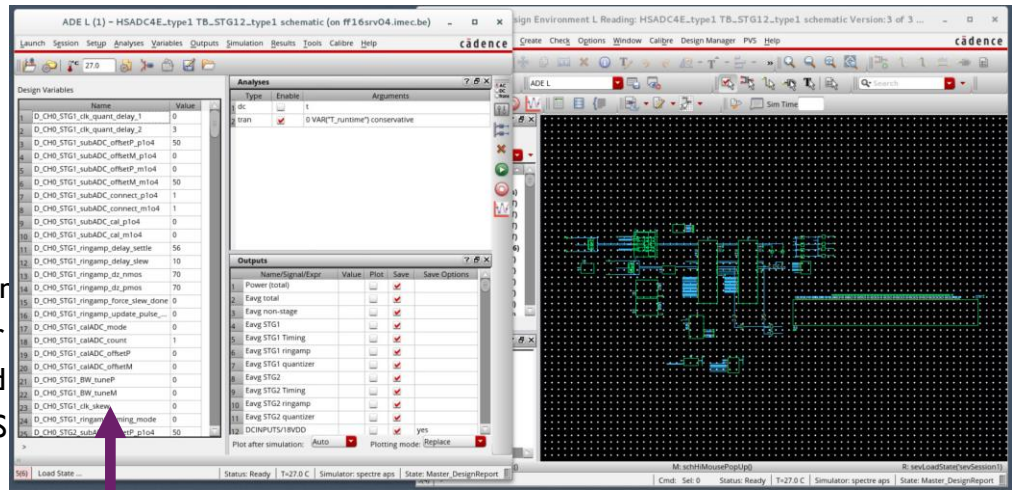 ADE L (1) - HSADC4E_type1 TB_STG12_type1 schematic (on ff16srv04.imec.be)
Launch Session Setup Analyses Variables Outputs Simulation Results Tools Calibre Help
cādence
27.0
Design Variables
Name Value
1 D_CH0_STG1_clk_quant_delay_1 0
2 D_CH0_STG1_clk_quant_delay_2 3
3 D_CH0_STG1_subADC_offsetP_p1o4 50
4 D_CH0_STG1_subADC_offsetM_p1o4 0
5 D_CH0_STG1_subADC_offsetP_m1o4 0
6 D_CH0_STG1_subADC_offsetM_m1o4 50
7 D_CH0_STG1_subADC_connect_p1o4 1
8 D_CH0_STG1_subADC_connect_m1o4 1
9 D_CH0_STG1_subADC_cal_p1o4 0
10 D_CH0_STG1_subADC_cal_m1o4 0
11 D_CH0_STG1_ringamp_delay_settle 56
12 D_CH0_STG1_ringamp_delay_slew 10
13 D_CH0_STG1_ringamp_dz_nmos 70
14 D_CH0_STG1_ringamp_dz_pmos 70
15 D_CH0_STG1_ringamp_force_slew_done 0
16 D_CH0_STG1_ringamp_update_pulse_... 0
17 D_CH0_STG1_calADC_mode 0
18 D_CH0_STG1_calADC_count 1
19 D_CH0_STG1_calADC_offsetP 0
20 D_CH0_STG1_calADC_offsetM 0
21 D_CH0_STG1_BW_tuneP 0
22 D_CH0_STG1_BW_tuneM 0
23 D_CH0_STG1_clk_skew 0
24 D_CH0_STG1_ringamp_timing_mode 0
25 D_CH0_STG2_subADC_offsetP_p1o4 50
>
5(6) Load State ...
Analyses
Type Enable Arguments
1 dc t
2 tran 0 VAR("T_runtime") conservative
Outputs
Name/Signal/Expr Value Plot Save Save Options
1 Power (total)
2 Eavg total
3 Eavg non-stage
4 Eavg STG1
5 Eavg STG1 Timing
6 Eavg STG1 ringamp
7 Eavg STG1 quantizer
8 Eavg STG2
9 Eavg STG2 Timing
10 Eavg STG2 ringamp
11 Eavg STG2 quantizer
12 DCINPUTS/18VDD yes
Plot after simulation: Auto Plotting mode: Replace
Status: Ready T=27.0 C Simulator: spectre aps State: Master_DesignReport
sign Environment L Reading: HSADC4E_type1 TB_STG12_type1 schematic Version:3 of 3 ...
Create Check Options Window Calibre Design Manager PVS Help
cādence
ADE L
Search
Sim Time
M: schHiMousePopUp()
R: sevLoadState('sevSession1)
Cmd: Sel: 0 Status: Ready T=27.0 C Simulator: spectre aps State: Master_DesignReport